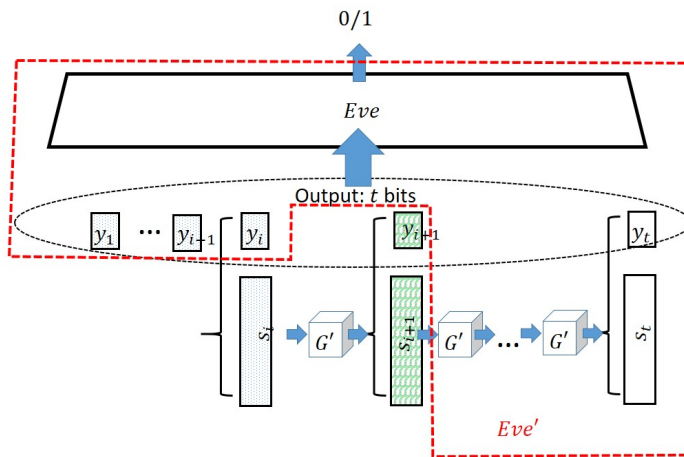 0/1
Eve
Output: t bits
y₁ ... yᵢ₋₁ yᵢ yᵢ₊₁ yₜ
sᵢ G' sᵢ₊₁ G' ... G' sₜ
Eve'